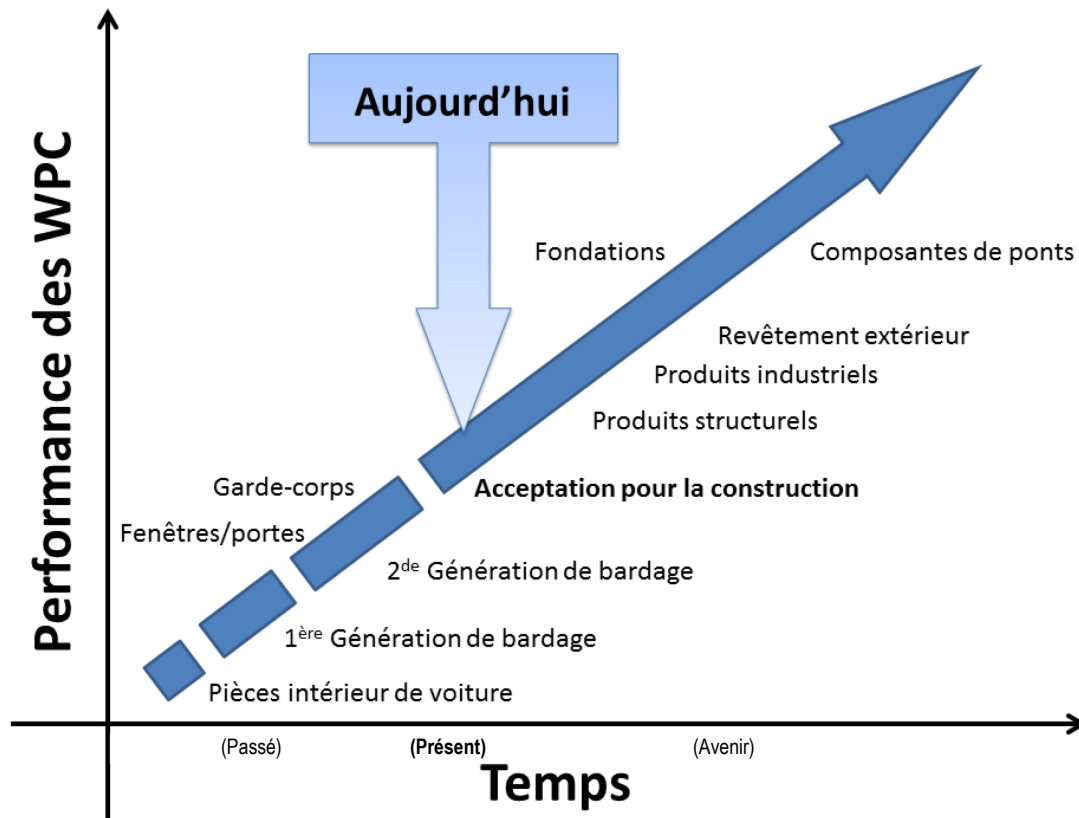 Performance des WPC
Aujourd'hui
Fondations
Composantes de ponts
Revêtement extérieur
Produits industriels
Produits structurels
Garde-corps
Acceptation pour la construction
Fenêtres/portes
2de Génération de bardage
1ère Génération de bardage
Pièces intérieur de voiture
(Passé)
(Présent)
(Avenir)
Temps